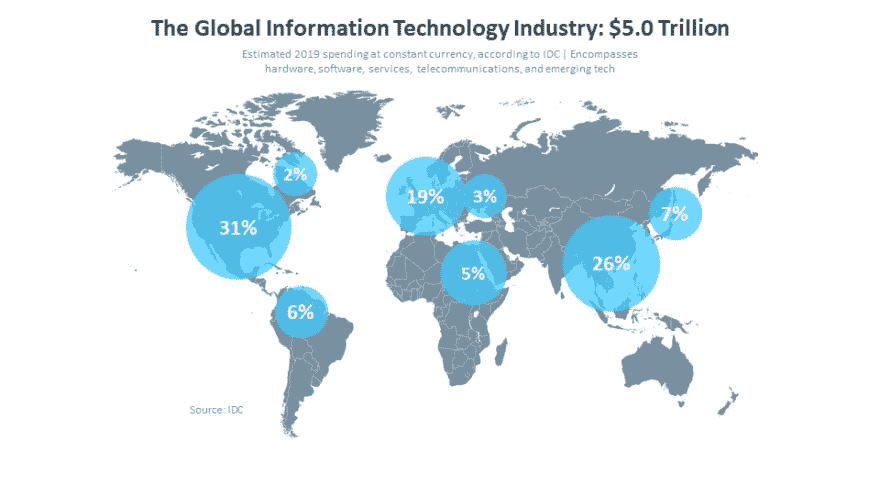 The Global Information Technology Industry: $5.0 Trillion
Estimated 2019 spending at constant currency, according to IDC | Encompasses
hardware, software, services, telecommunications, and emerging tech
2%
31%
19%
3%
7%
26%
5%
6%
Source: IDC